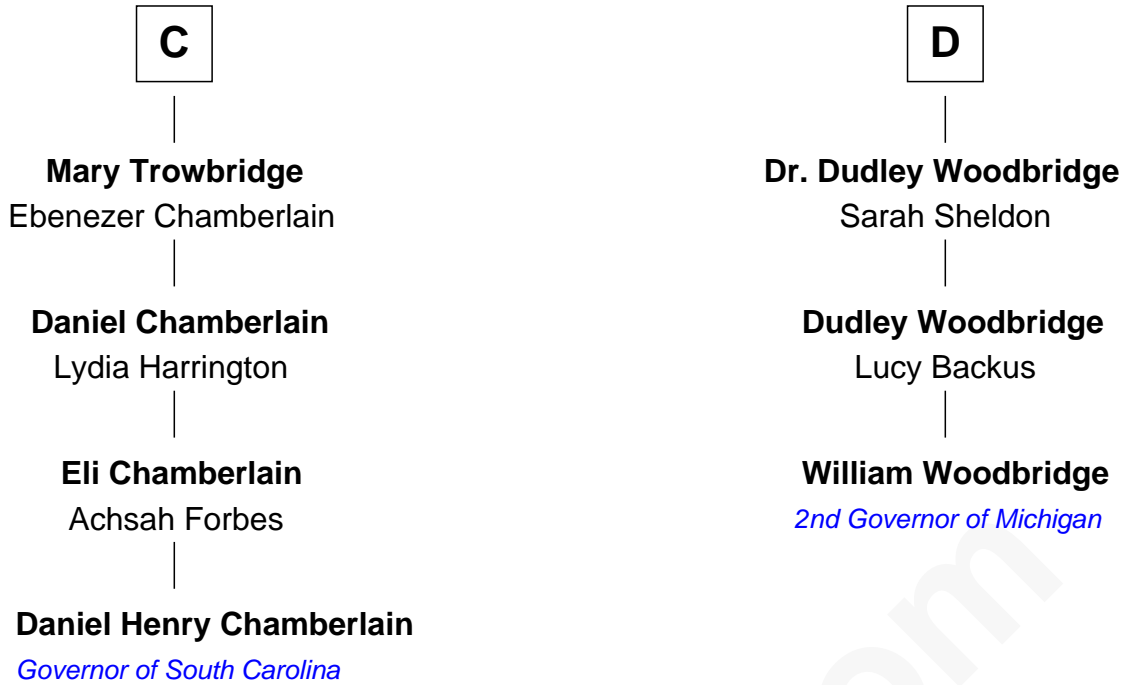 C
Mary Trowbridge
Ebenezer Chamberlain
Daniel Chamberlain
Lydia Harrington
Eli Chamberlain
Achsah Forbes
Daniel Henry Chamberlain
Governor of South Carolina
D
Dr. Dudley Woodbridge
Sarah Sheldon
Dudley Woodbridge
Lucy Backus
William Woodbridge
2nd Governor of Michigan
om